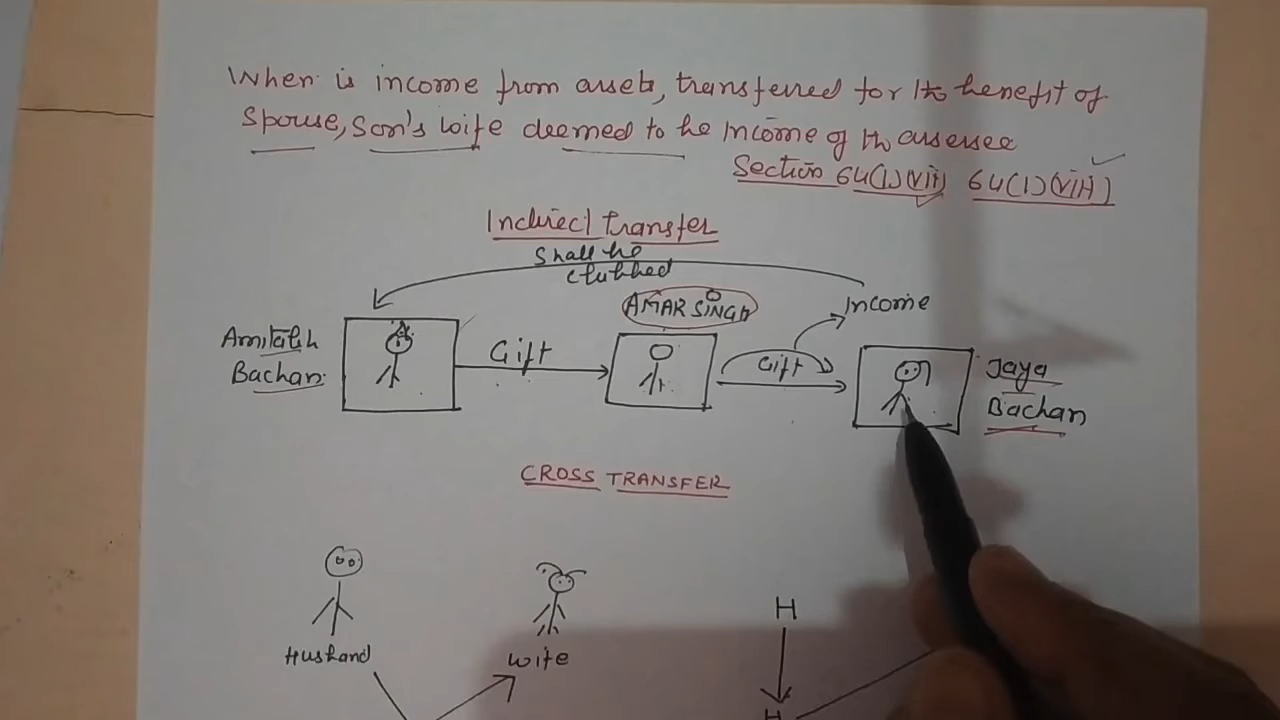 When is income from assets, transferred for the benefit of
Spouse, Son's wife deemed to be Income of the assessee
Section 64(1)(vii) 64(1)(viii)
Indirect transfer
Shall be
clubbed
AMAR SINGH
Income
Amitabh
Bachan
Gift
Gift
Jaya
Bachan
CROSS TRANSFER
H
Husband
Wife
H